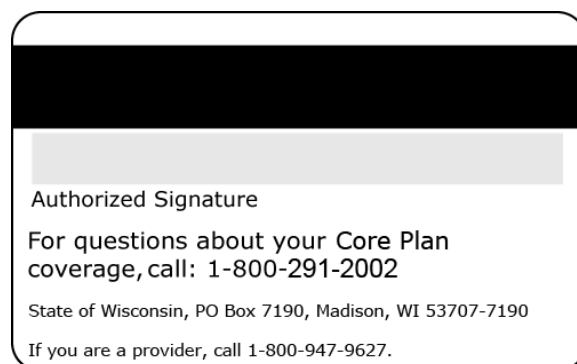 Authorized Signature
For questions about your Core Plan
coverage, call: 1-800-291-2002
State of Wisconsin, PO Box 7190, Madison, WI 53707-7190
If you are a provider, call 1-800-947-9627.